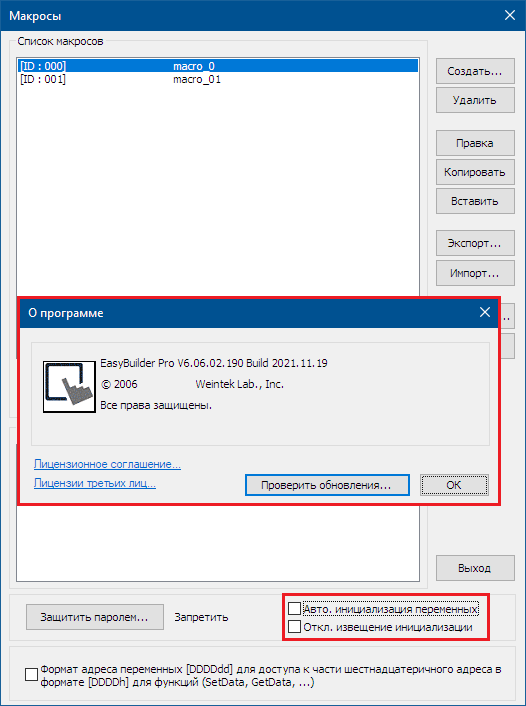 Макросы
Список макросов
[ID : 000] macro_0
[ID : 001] macro_01
Создать...
Удалить
Правка
Копировать
Вставить
Экспорт...
Импорт...
О программе
EasyBuilder Pro V6.06.02.190 Build 2021.11.19
© 2006 Weintek Lab., Inc.
Все права защищены.
Лицензионное соглашение...
Лицензии третьих лиц...
Проверить обновления...
OK
Выход
Защитить паролем...
Запретить
Авто. инициализация переменных
Откл. извещение инициализации
Формат адреса переменных [DDDDdd] для доступа к части шестнадцатеричного адреса в
формате [DDDDh] для функций (SetData, GetData, ...)